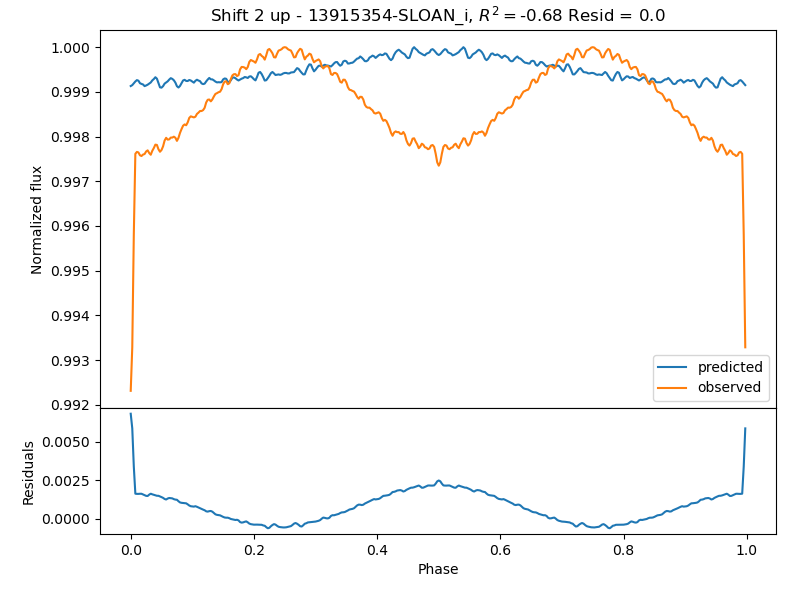 Shift 2 up - 13915354-SLOAN_i, R² = -0.68 Resid = 0.0
Normalized flux
1.000
0.999
0.998
0.997
0.996
0.995
0.994
0.993
0.992
predicted
observed
Residuals
0.0050
0.0025
0.0000
0.0 0.2 0.4 0.6 0.8 1.0
Phase